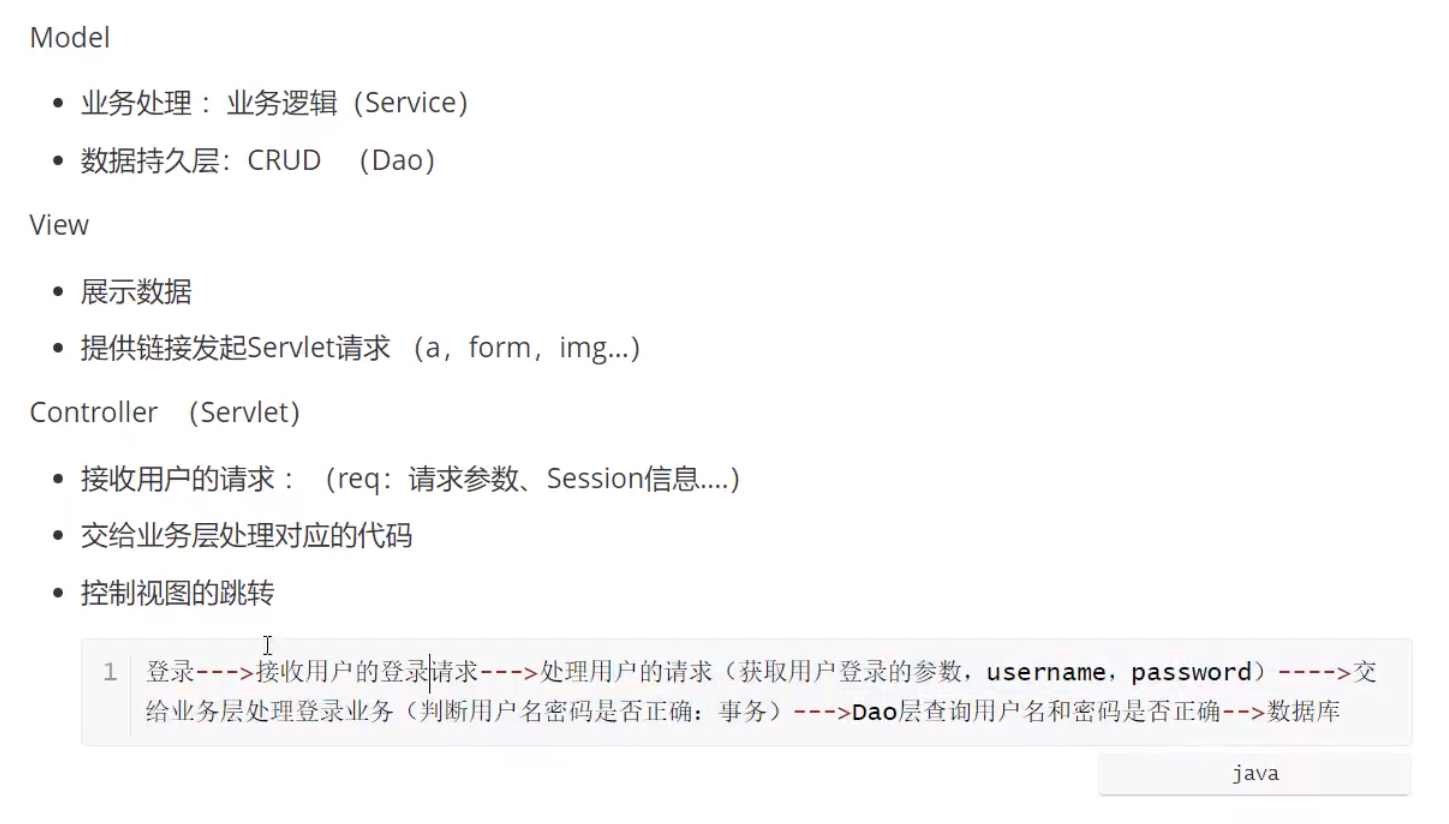 Model
业务处理 ：业务逻辑（Service）
数据持久层：CRUD （Dao）
View
展示数据
提供链接发起Servlet请求 （a，form，img...）
Controller （Servlet）
接收用户的请求 ：（req：请求参数、Session信息....）
交给业务层处理对应的代码
控制视图的跳转
1 登录--->接收用户的登录请求--->处理用户的请求（获取用户登录的参数，username，password）---->交
给业务层处理登录业务（判断用户名密码是否正确：事务）--->Dao层查询用户名和密码是否正确-->数据库
java